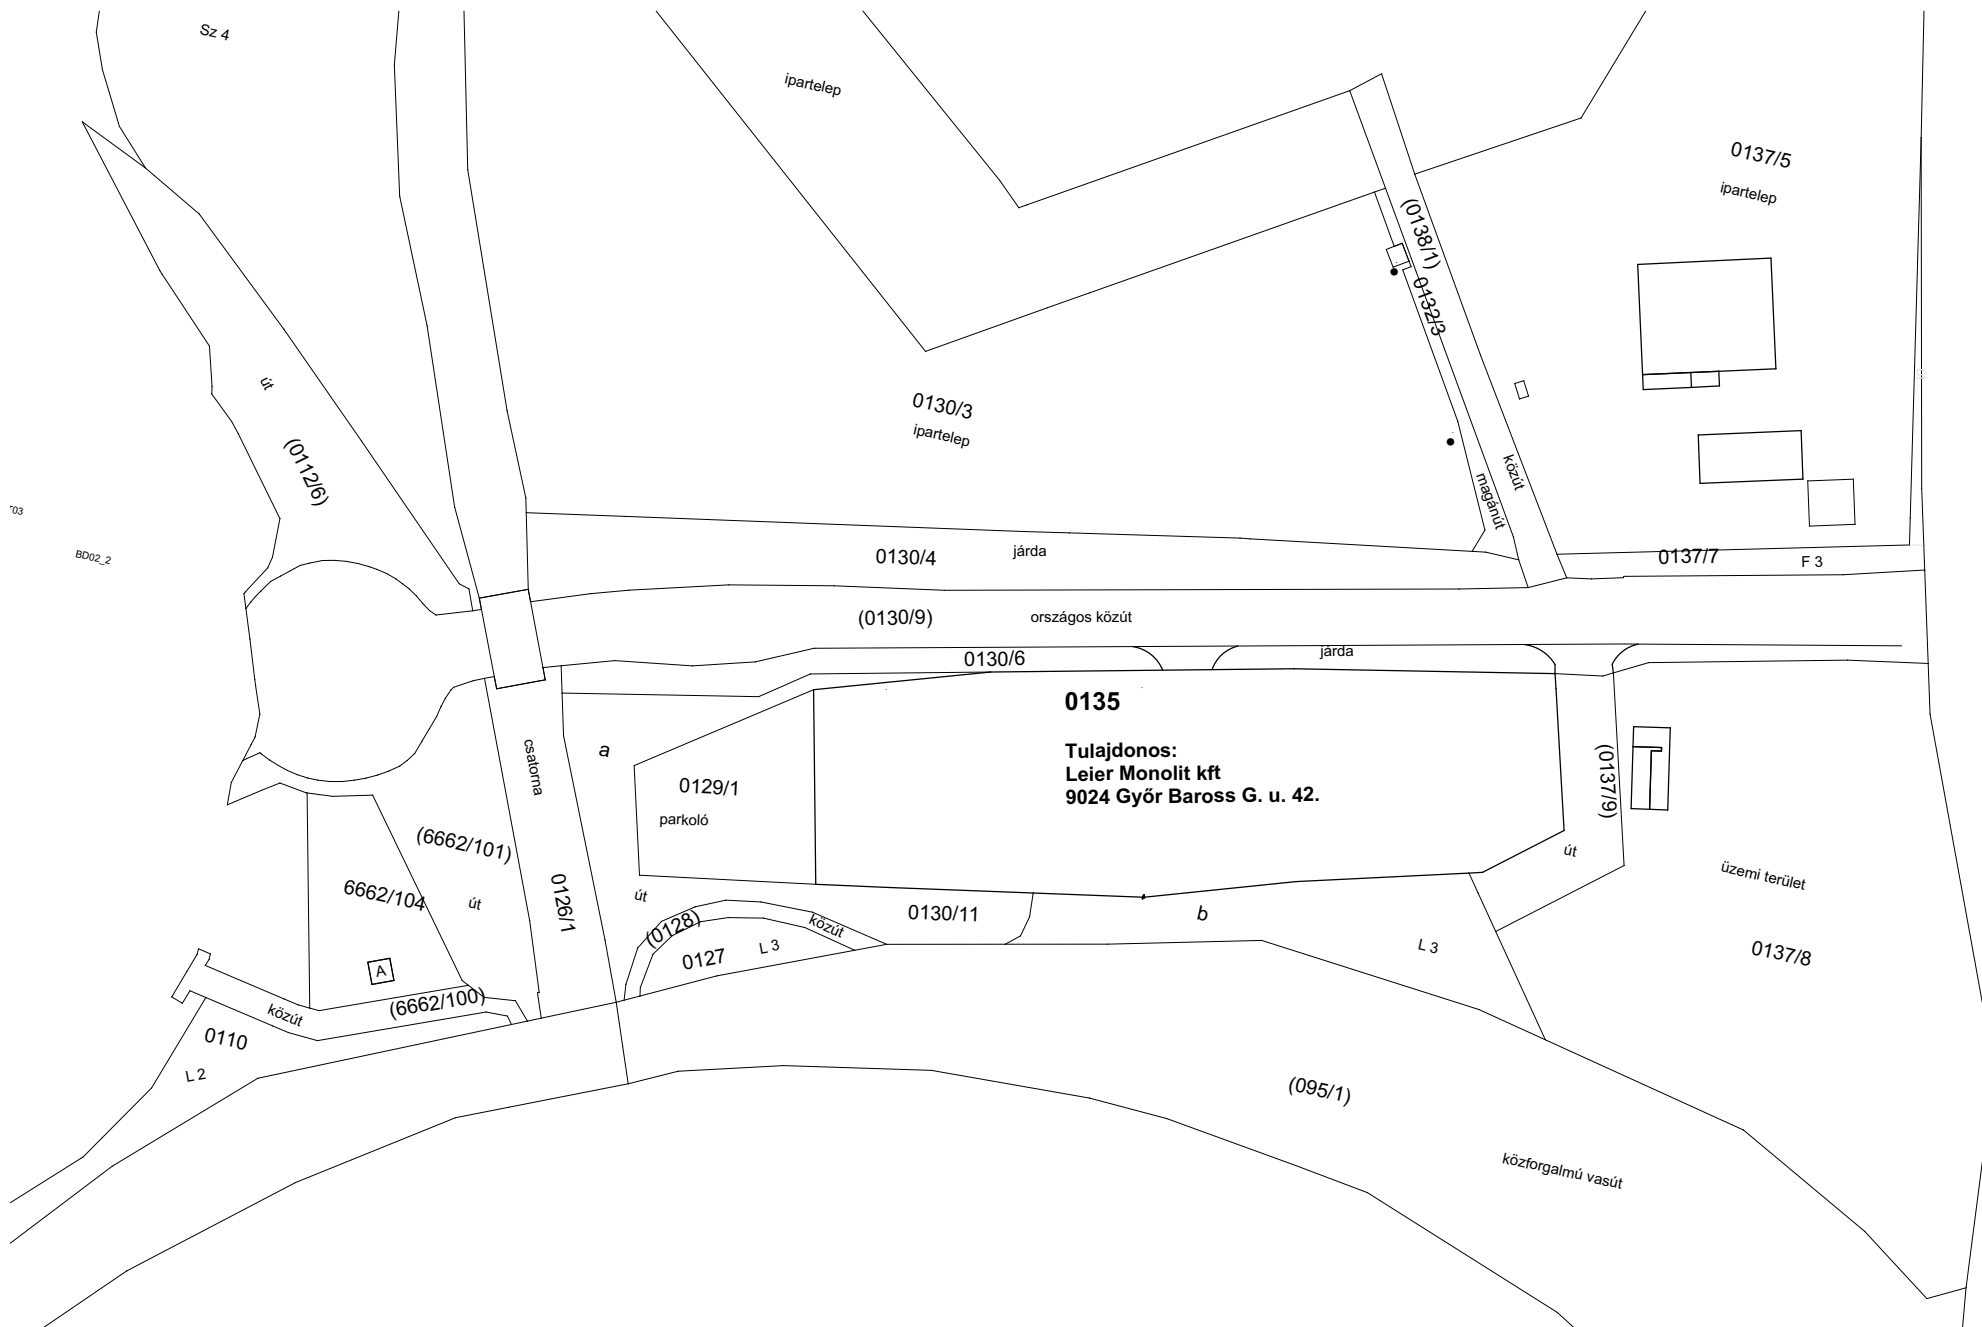 Sz 4
ipartelep
0137/5
ipartelep
(0138/1)
0132/3
út
0130/3
ipartelep
(0112/6)
közút
magánút
BD02_2
0130/4
járda
0137/7
F 3
(0130/9)
országos közút
0130/6
járda
0135
Tulajdonos:
Leier Monolit kft
9024 Győr Baross G. u. 42.
a
csatorna
0129/1
parkoló
(0137/9)
út
(6662/101)
6662/104
út
0126/1
út
(0128)
közút
0127
L 3
0130/11
b
L 3
üzemi terület
0137/8
A
(6662/100)
közút
0110
L 2
(095/1)
közforgalmú vasút